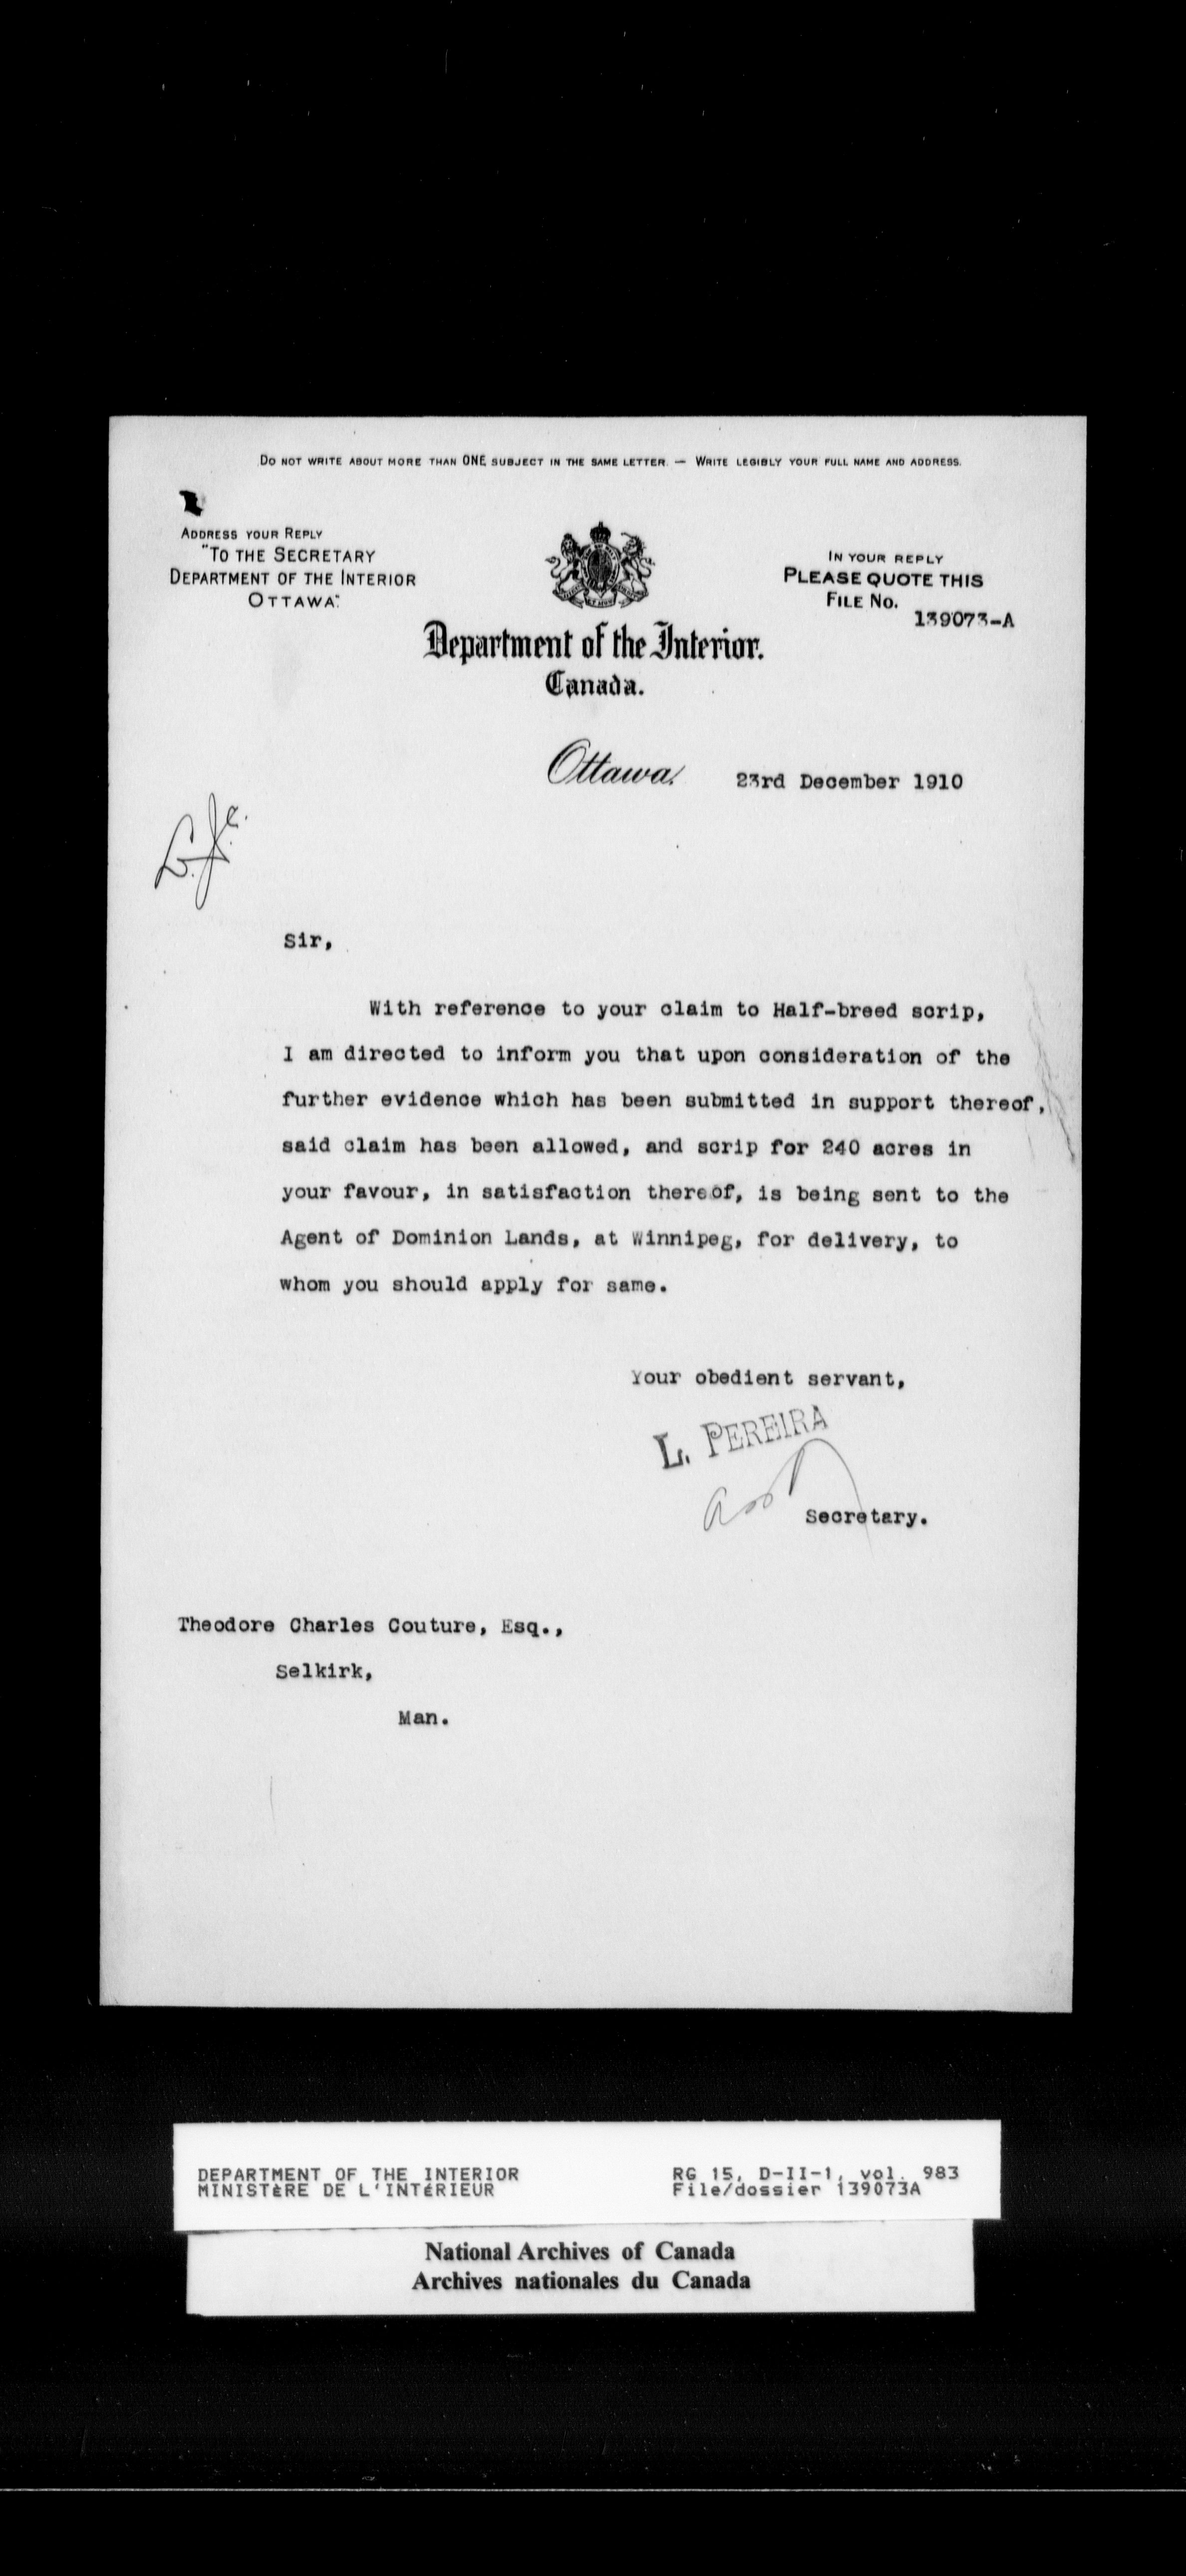 DO NOT WRITE ABOUT MORE THAN ONE SUBJECT IN THE SAME LETTER. — WRITE LEGIBLY YOUR FULL NAME AND ADDRESS.
ADDRESS YOUR REPLY
"TO THE SECRETARY
DEPARTMENT OF THE INTERIOR
OTTAWA."
IN YOUR REPLY
PLEASE QUOTE THIS
FILE NO.
139073-A
Department of the Interior.
Canada.
Ottawa, 23rd December 1910
Sir,
With reference to your claim to Half-breed scrip,
I am directed to inform you that upon consideration of the
further evidence which has been submitted in support thereof,
said claim has been allowed, and scrip for 240 acres in
your favour, in satisfaction thereof, is being sent to the
Agent of Dominion Lands, at Winnipeg, for delivery, to
whom you should apply for same.
Your obedient servant,
L. PEREIRA
Secretary.
Theodore Charles Couture, Esq.,
Selkirk,
Man.
DEPARTMENT OF THE INTERIOR
MINISTÈRE DE L'INTÉRIEUR
RG 15, D-II-1, vol. 983
File/dossier 139073A
National Archives of Canada
Archives nationales du Canada